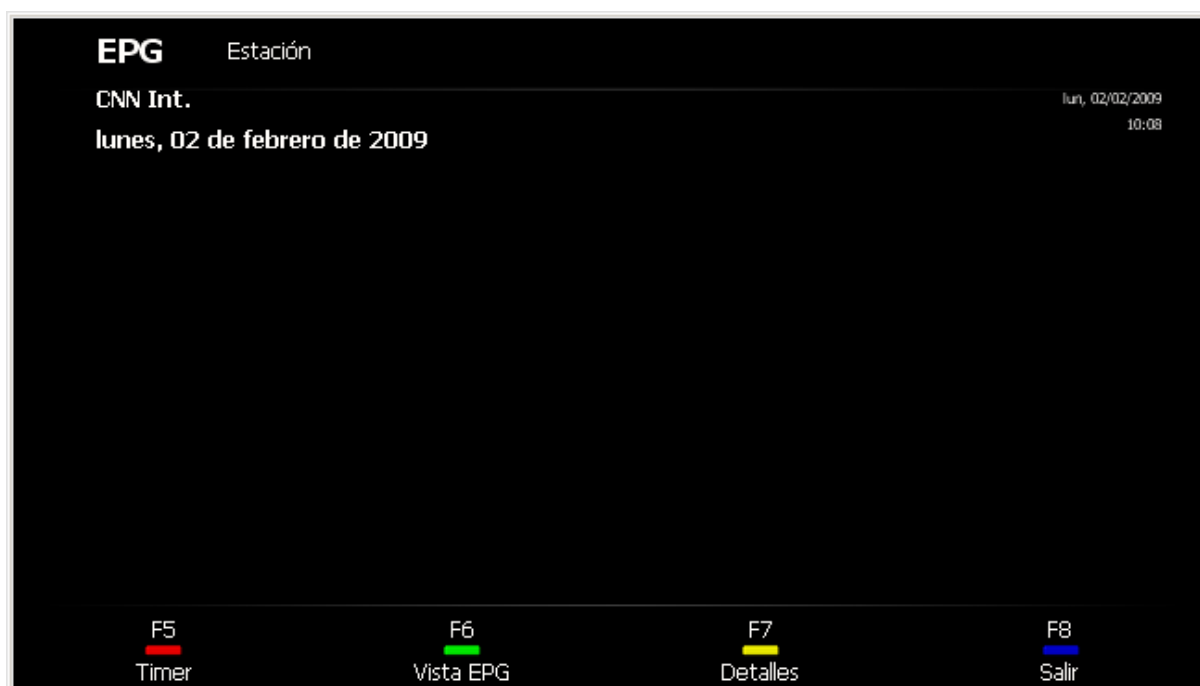 EPG Estación
CNN Int.
lun, 02/02/2009
10:08
lunes, 02 de febrero de 2009
F5 F6 F7 F8
Timer Vista EPG Detalles Salir